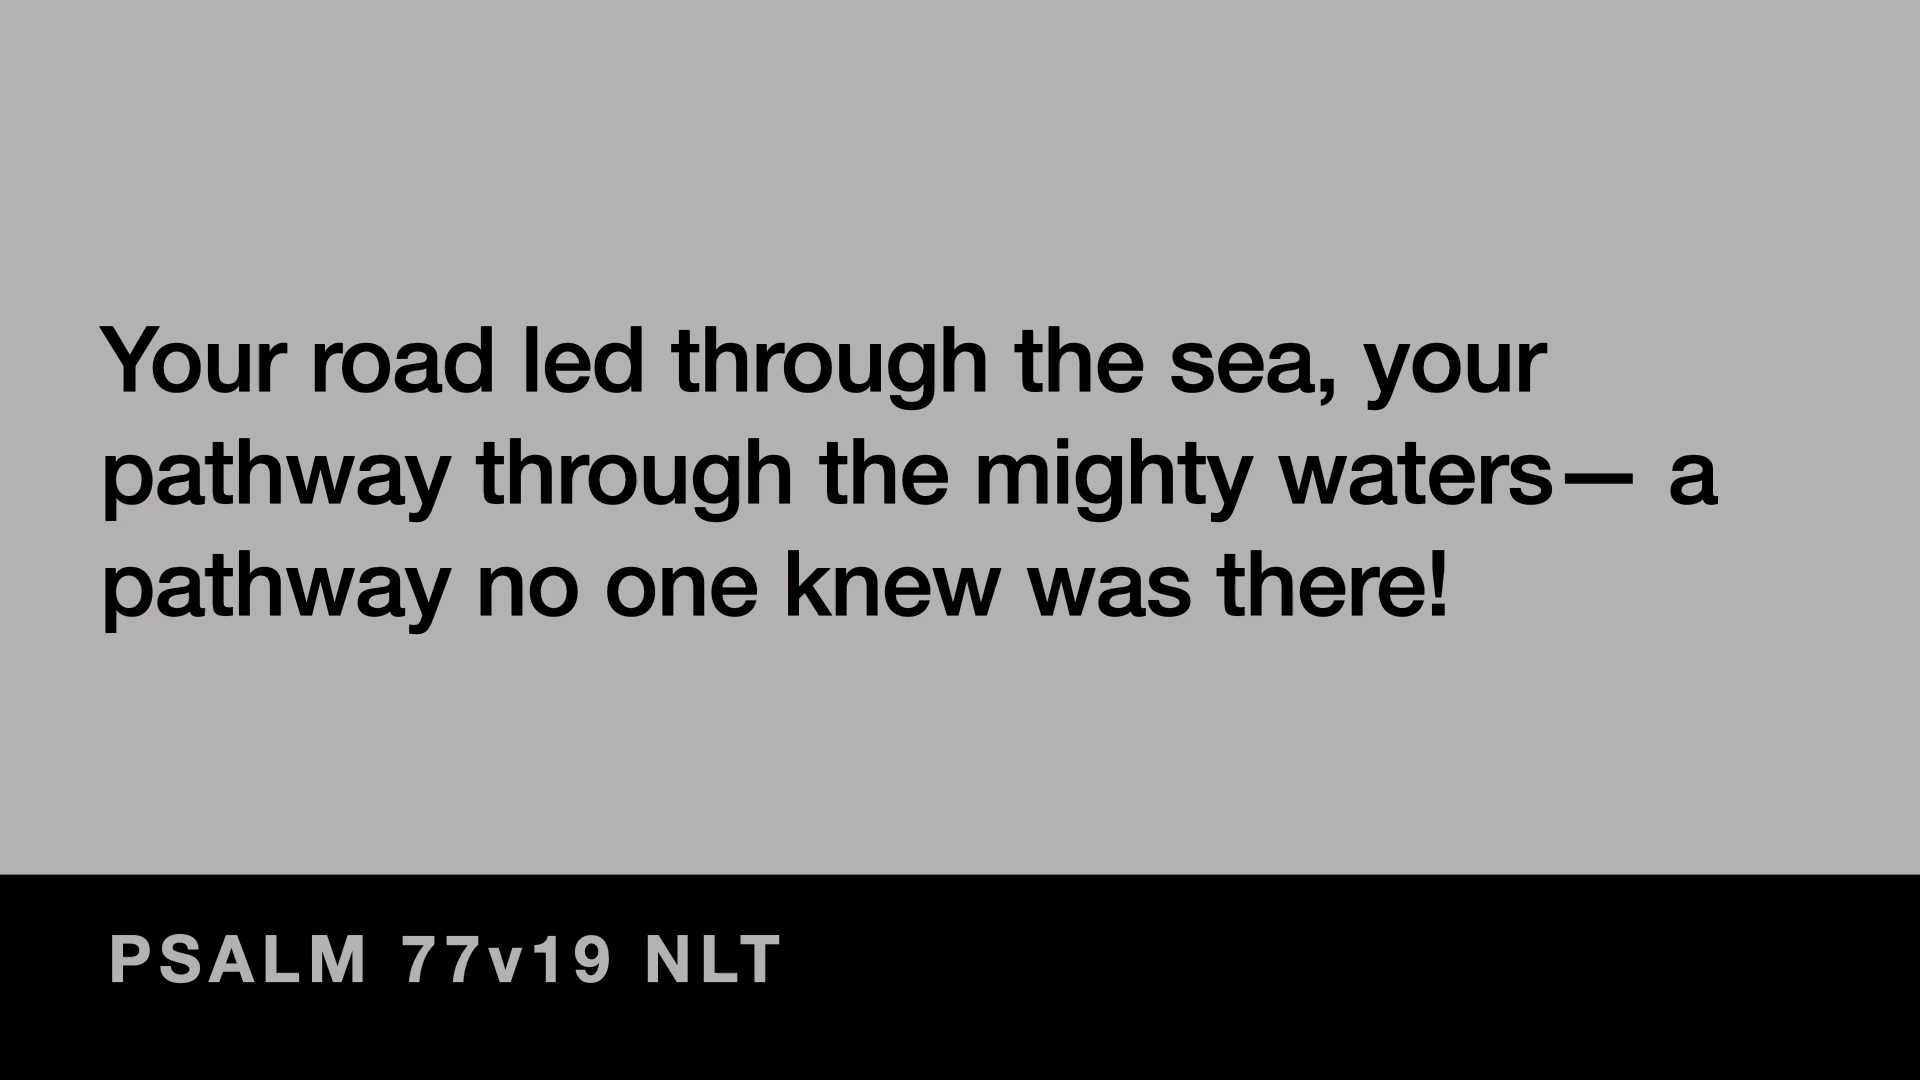 Your road led through the sea, your
pathway through the mighty waters— a
pathway no one knew was there!
PSALM 77v19 NLT